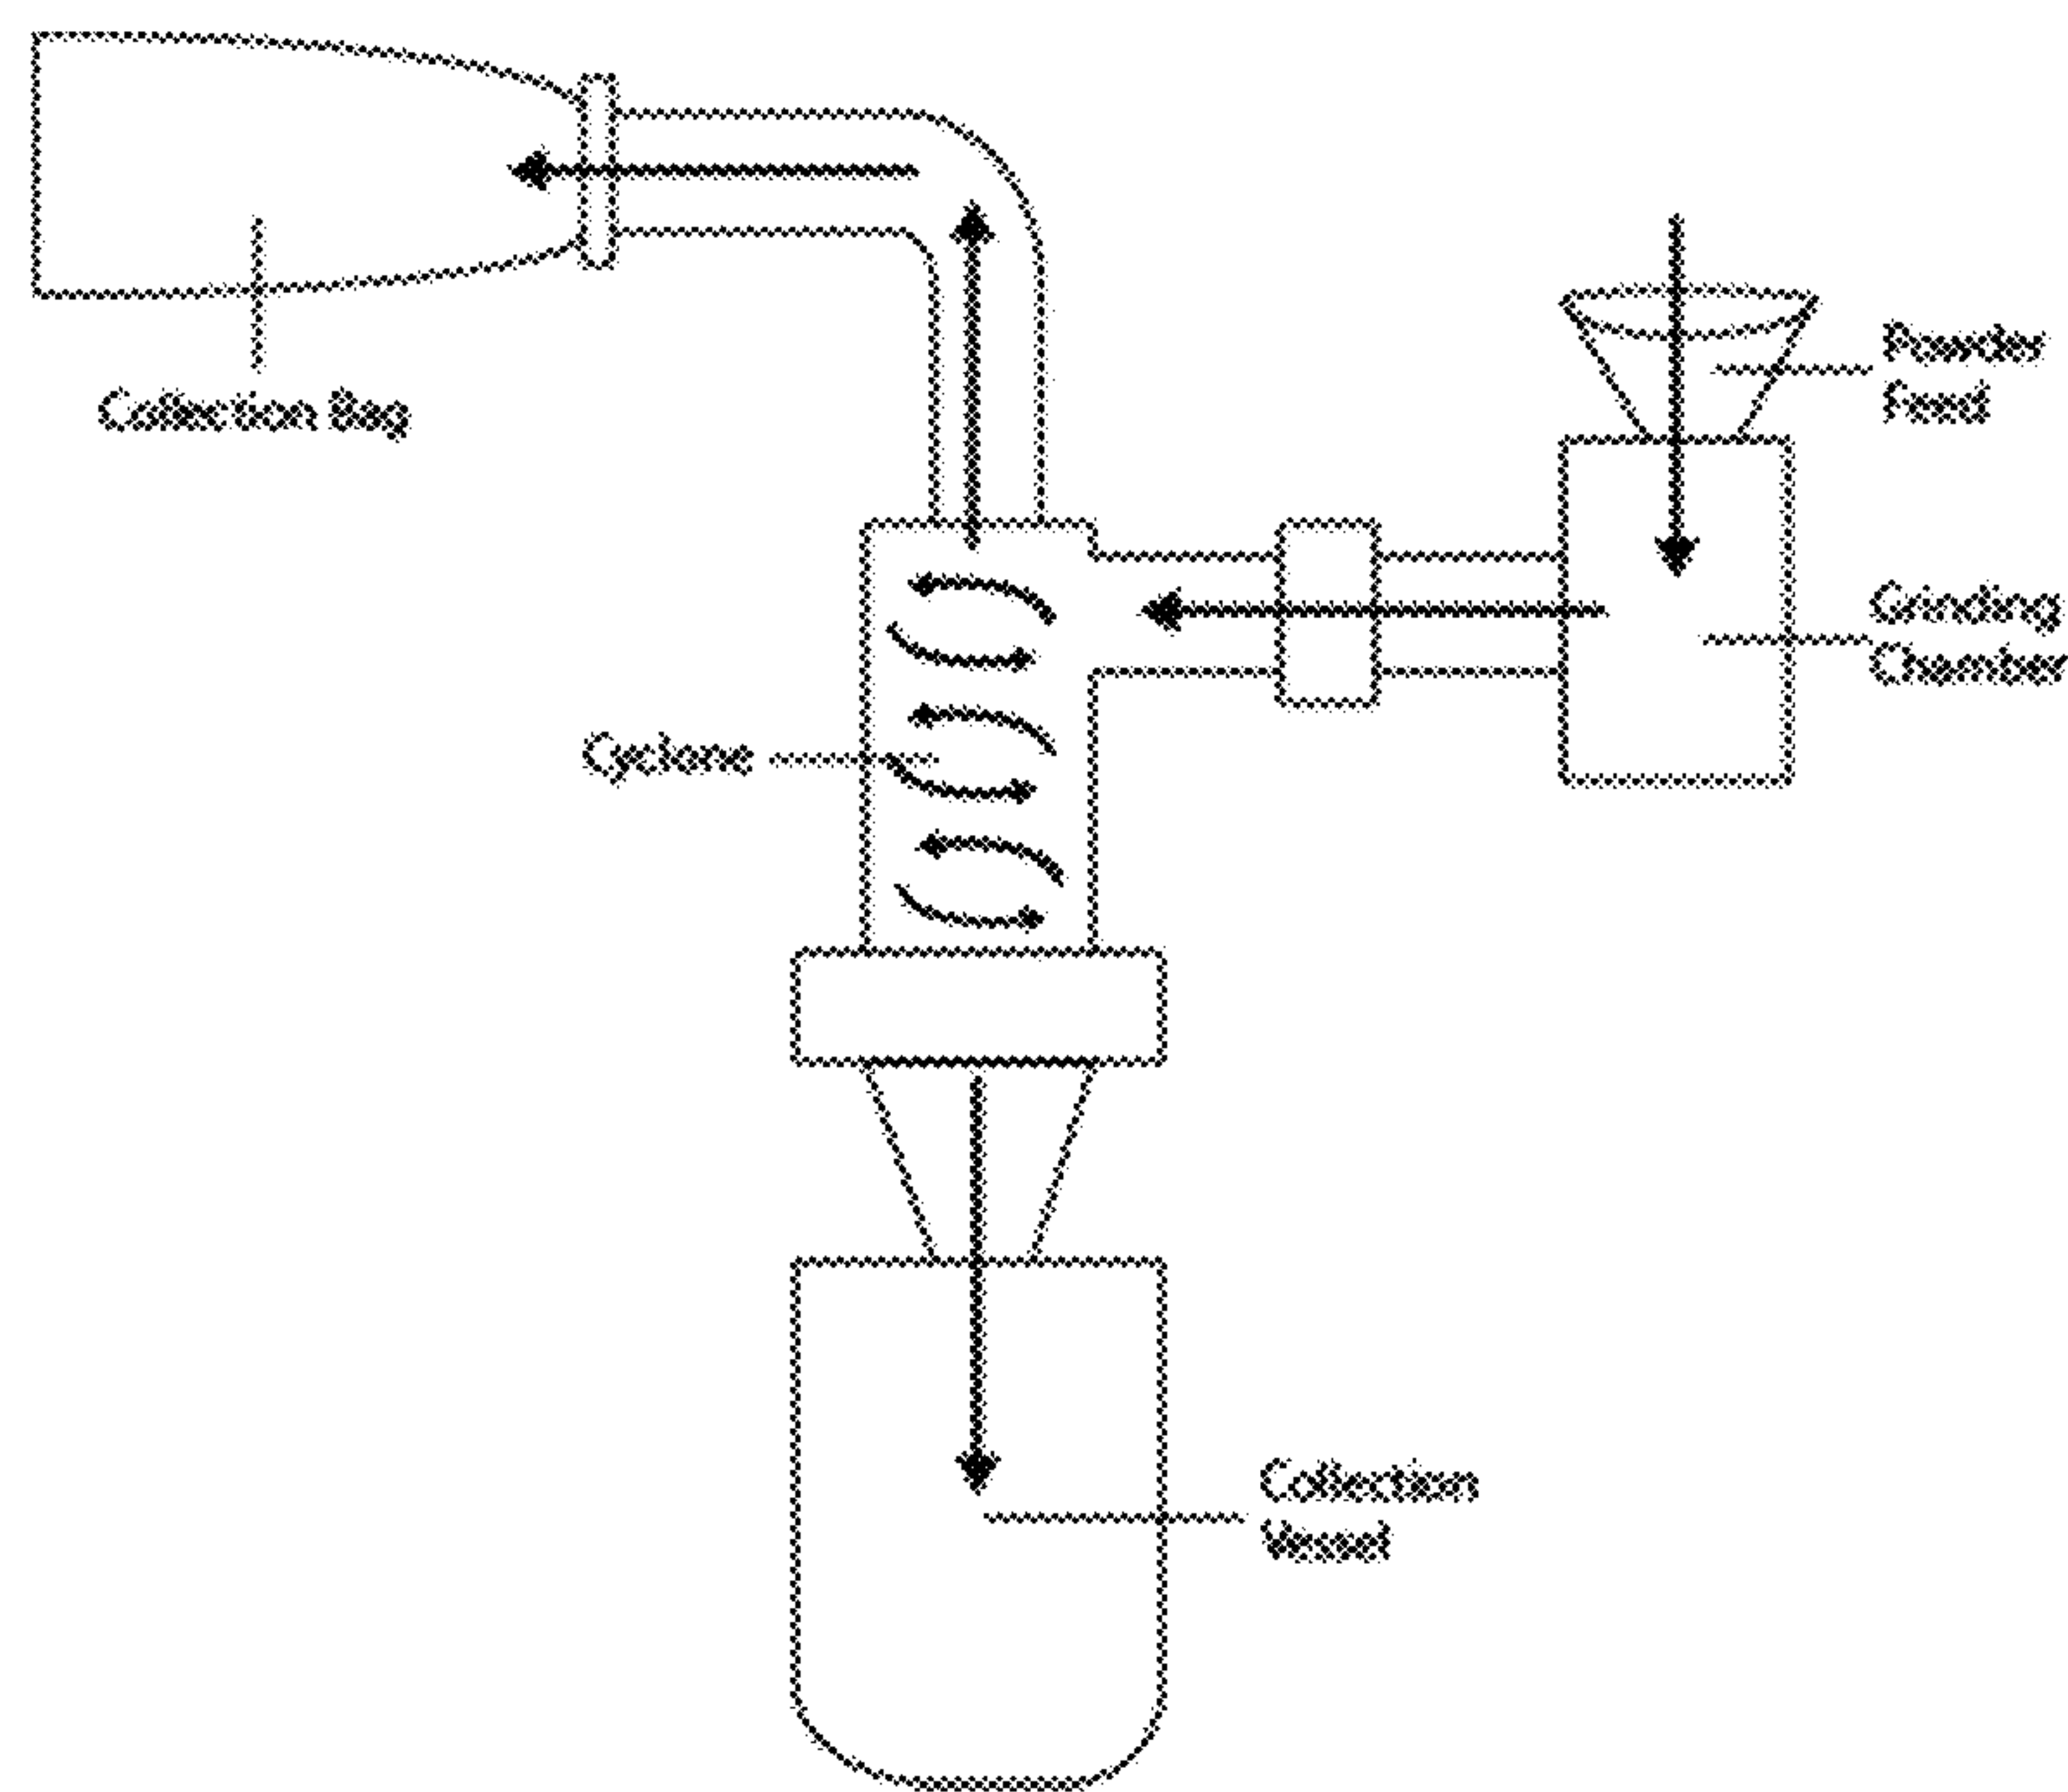 Powder
Feed
Collection Bag
Grinding
Chamber
Cyclone
Collection
Vessel